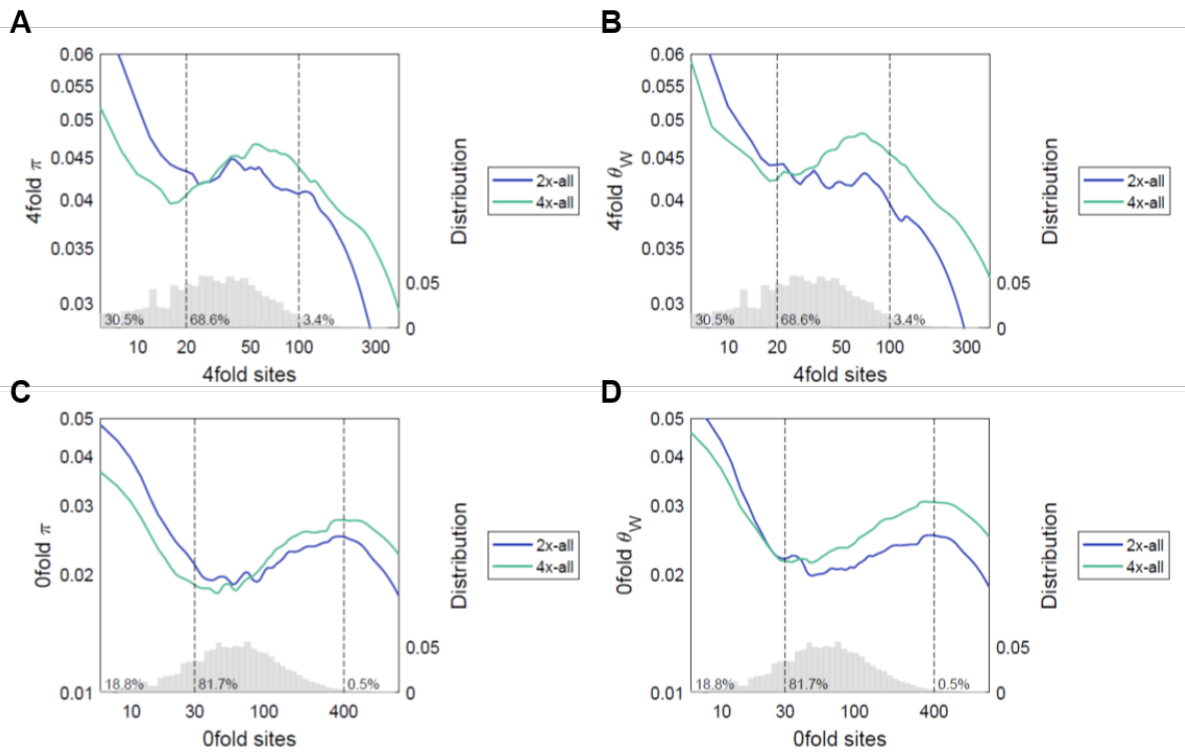 A
0.06
0.055
0.05
0.045
0.04
0.035
0.03
4fold π
30.5%
68.6%
3.4%
0.05
0
10
20
50
100
300
4fold sites
Distribution
2x-all
4x-all
B
0.06
0.055
0.05
0.045
0.04
0.035
0.03
4fold θW
30.5%
68.6%
3.4%
0.05
0
10
20
50
100
300
4fold sites
Distribution
2x-all
4x-all
C
0.05
0.04
0.03
0.02
0.01
0fold π
18.8%
81.7%
0.5%
0.05
0
10
30
100
400
0fold sites
Distribution
2x-all
4x-all
D
0.05
0.04
0.03
0.02
0.01
0fold θW
18.8%
81.7%
0.5%
0.05
0
10
30
100
400
0fold sites
Distribution
2x-all
4x-all